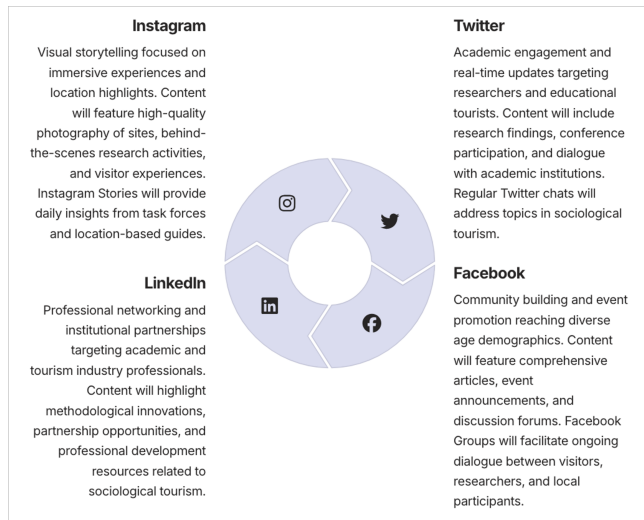 Instagram
Visual storytelling focused on
immersive experiences and
location highlights. Content
will feature high-quality
photography of sites, behind-
the-scenes research activities,
and visitor experiences.
Instagram Stories will provide
daily insights from task forces
and location-based guides.
Twitter
Academic engagement and
real-time updates targeting
researchers and educational
tourists. Content will include
research findings, conference
participation, and dialogue
with academic institutions.
Regular Twitter chats will
address topics in sociological
tourism.
LinkedIn
Professional networking and
institutional partnerships
targeting academic and
tourism industry professionals.
Content will highlight
methodological innovations,
partnership opportunities, and
professional development
resources related to
sociological tourism.
Facebook
Community building and event
promotion reaching diverse
age demographics. Content
will feature comprehensive
articles, event
announcements, and
discussion forums. Facebook
Groups will facilitate ongoing
dialogue between visitors,
researchers, and local
participants.